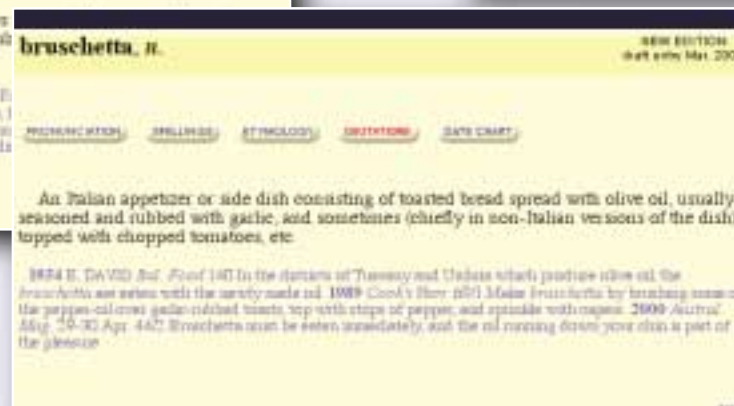 bruschetta, n.
NEW EDITION
draft entry Mar. 200
PRONUNCIATION SPELLINGS ETYMOLOGY QUOTATIONS DATE CHART
An Italian appetizer or side dish consisting of toasted bread spread with olive oil, usually
seasoned and rubbed with garlic, and sometimes (chiefly in non-Italian versions of the dish)
topped with chopped tomatoes, etc
1954 E. DAVID Ital. Food 140 In the districts of Tuscany and Umbria which produce olive oil the
bruschetta are eaten with the newly made oil. 1989 Cook's 60/1 Make bruschetta by brushing some o
the pepper-oil over garlic-rubbed toasts, top with strips of pepper, and sprinkle with capers. 2000 Austral.
Mag. 29-30 Apr. 44/2 Bruschetta must be eaten immediately, and the oil running down your chin is part of
the pleasure